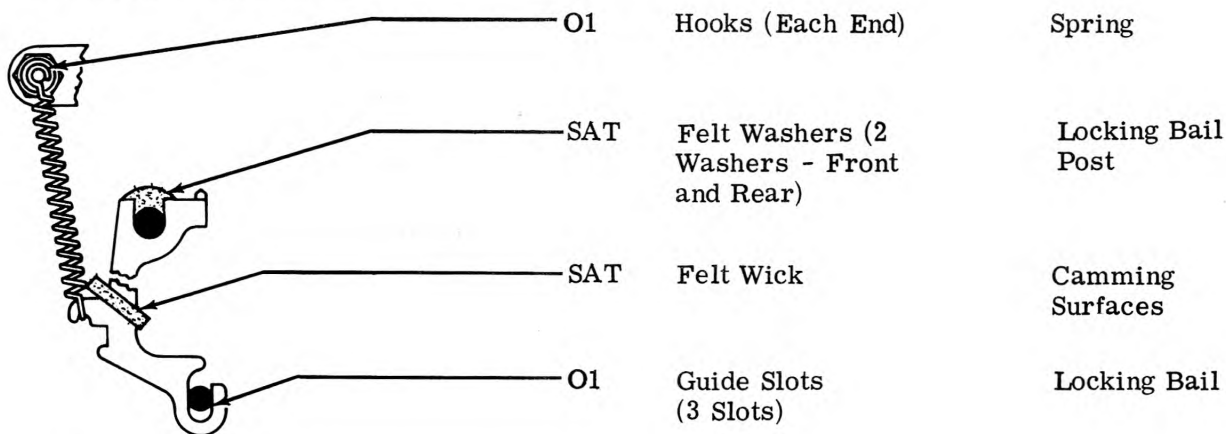 O1 Hooks (Each End) Spring
SAT Felt Washers (2 Locking Bail
Washers - Front Post
and Rear)
SAT Felt Wick Camming
Surfaces
O1 Guide Slots Locking Bail
(3 Slots)